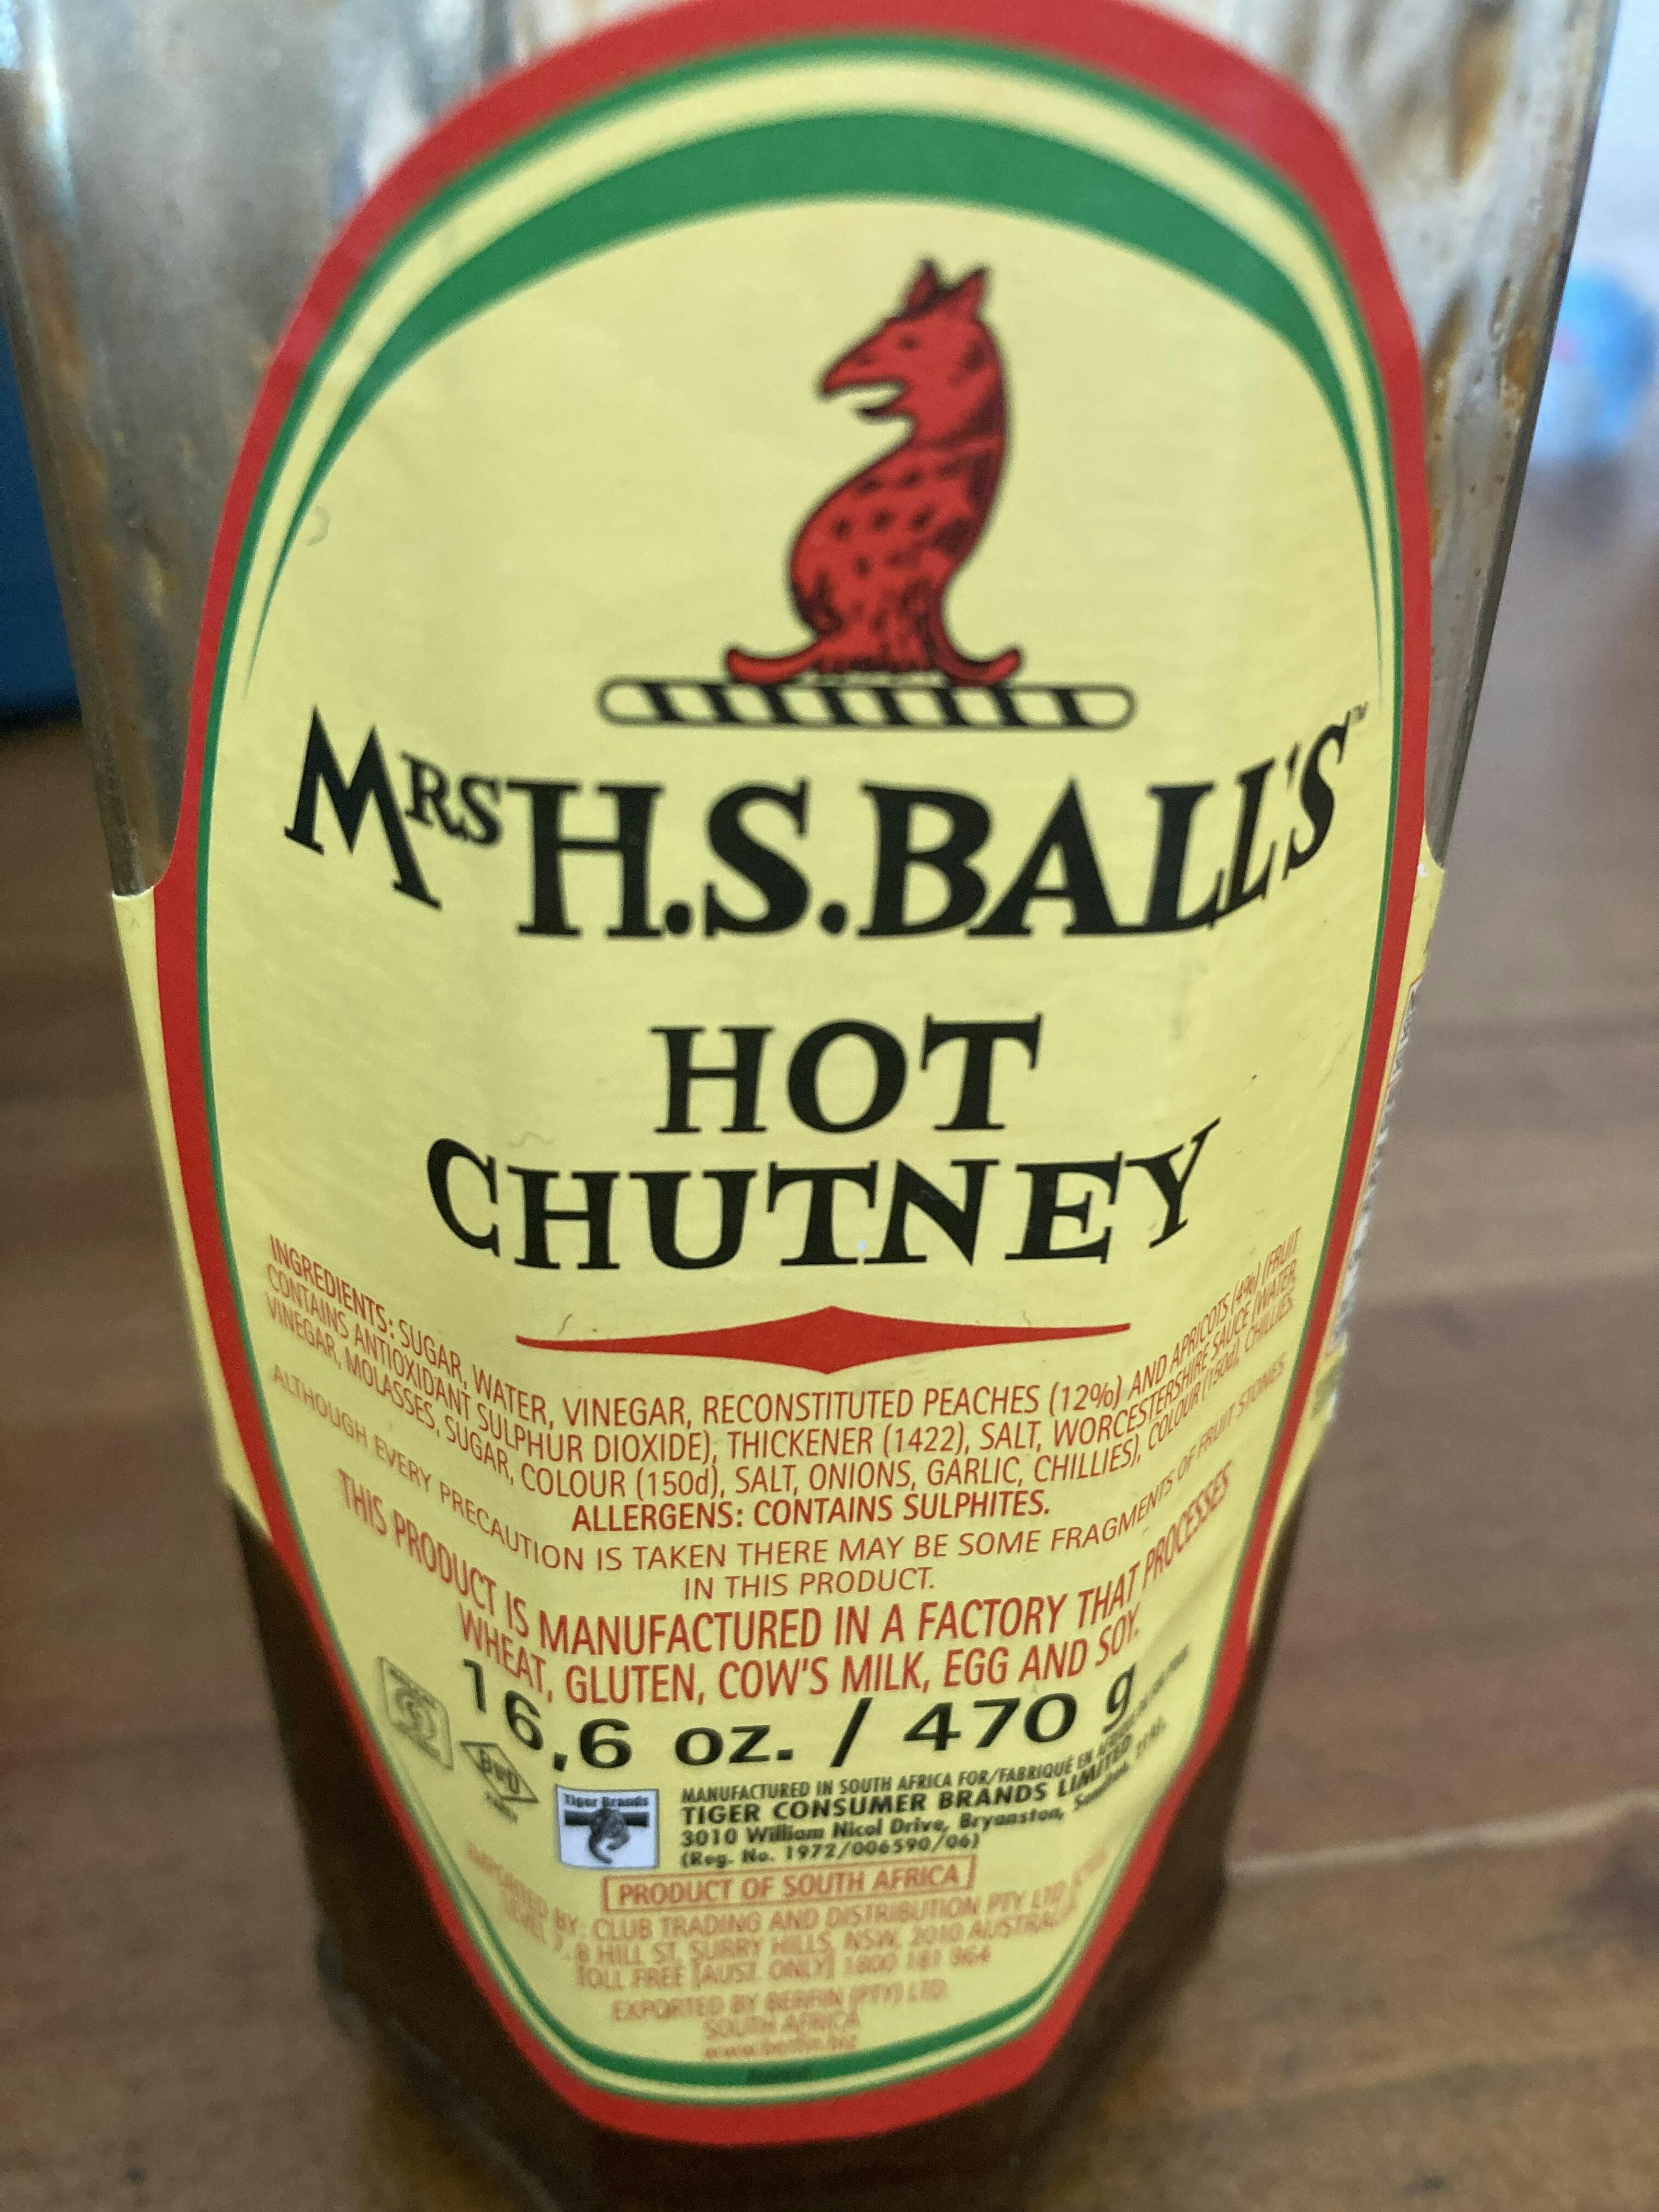 MRS H.S.BALL'S™
HOT
CHUTNEY
INGREDIENTS: SUGAR, WATER, VINEGAR, RECONSTITUTED PEACHES (12%) AND APRICOTS (4%) (FRUIT
CONTAINS ANTIOXIDANT SULPHUR DIOXIDE), THICKENER (1422), SALT, WORCESTERSHIRE SAUCE (WATER,
VINEGAR, MOLASSES, SUGAR, COLOUR (150d), SALT, ONIONS, GARLIC, CHILLIES), COLOUR (150d), CHILLIES.
ALLERGENS: CONTAINS SULPHITES.
ALTHOUGH EVERY PRECAUTION IS TAKEN THERE MAY BE SOME FRAGMENTS OF FRUIT STONES
IN THIS PRODUCT.
THIS PRODUCT IS MANUFACTURED IN A FACTORY THAT PROCESSES
WHEAT, GLUTEN, COW'S MILK, EGG AND SOY.
16,6 oz. / 470 g
Tiger Brands
MANUFACTURED IN SOUTH AFRICA FOR/FABRIQUÉ EN
TIGER CONSUMER BRANDS LIMITED
3010 William Nicol Drive, Bryanston,
(Reg. No. 1972/006590/06)
PRODUCT OF SOUTH AFRICA
IMPORTED BY: CLUB TRADING AND DISTRIBUTION PTY LTD
LEVEL 7, 8 HILL ST, SURRY HILLS, NSW, 2010 AUSTRALIA
TOLL FREE (AUST. ONLY) 1800 181 964
EXPORTED BY BERFIN (PTY) LTD
SOUTH AFRICA